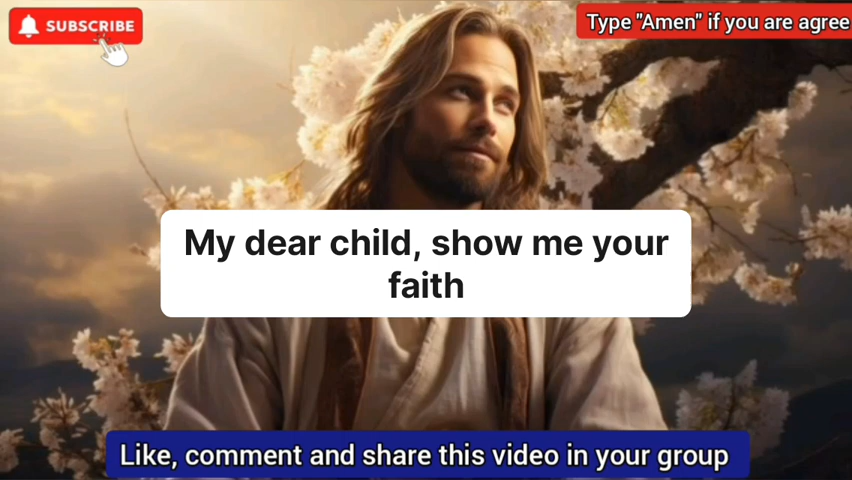 SUBSCRIBE
Type "Amen" if you are agree
My dear child, show me your
faith
Like, comment and share this video in your group